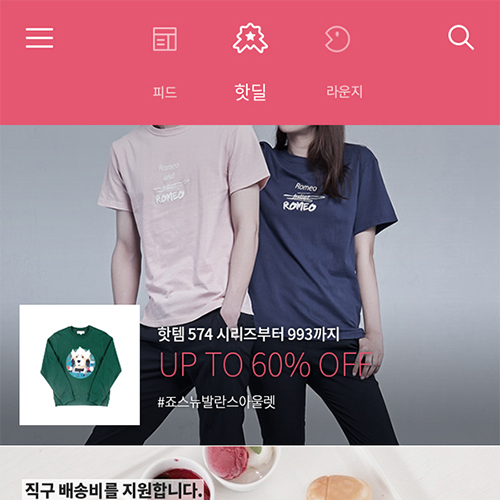 피드
핫딜
라운지
Romeo
and
ROMEO
Romeo
and
ROMEO
핫템 574 시리즈부터 993까지
UP TO 60% OFF
#죠스뉴발란스아울렛
직구 배송비를 지원합니다.